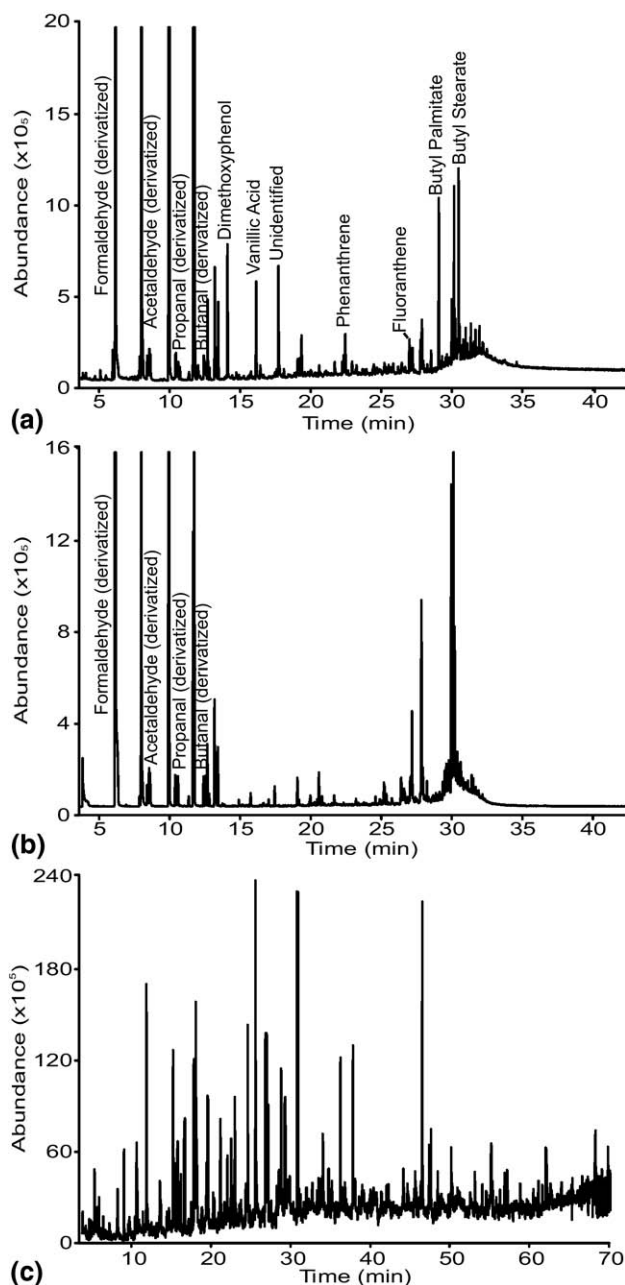 20
15
10
5
0
Abundance (x10₅)
Formaldehyde (derivatized)
Acetaldehyde (derivatized)
Propanal (derivatized)
Butanal (derivatized)
Dimethoxyphenol
Vanillic Acid
Unidentified
Phenanthrene
Fluoranthene
Butyl Palmitate
Butyl Stearate
5 10 15 20 25 30 35 40
Time (min)
(a)
16
12
8
4
0
Abundance (x10₅)
Formaldehyde (derivatized)
Acetaldehyde (derivatized)
Propanal (derivatized)
Butanal (derivatized)
5 10 15 20 25 30 35 40
Time (min)
(b)
240
180
120
60
0
Abundance (x10⁵)
10 20 30 40 50 60 70
Time (min)
(c)